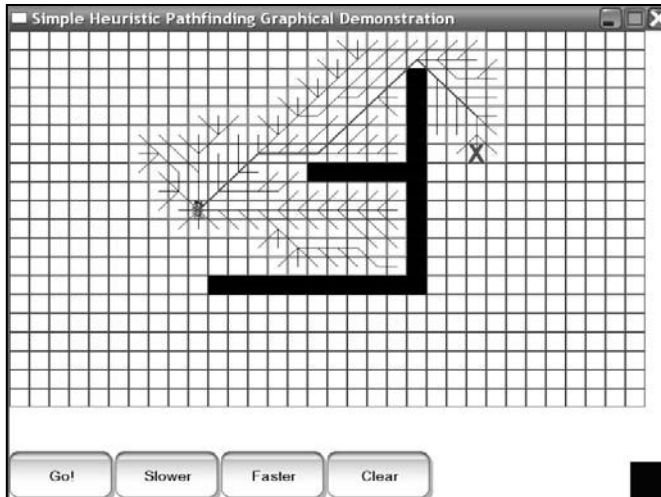 Simple Heuristic Pathfinding Graphical Demonstration
X
Go! Slower Faster Clear